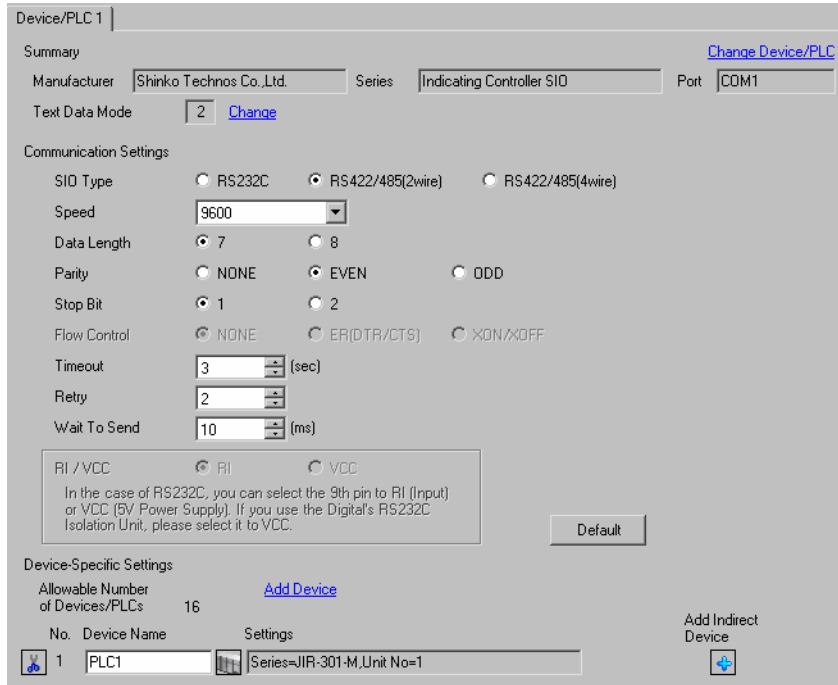 Device/PLC 1
Summary Change Device/PLC
Manufacturer Shinko Technos Co.,Ltd. Series Indicating Controller SIO Port COM1
Text Data Mode 2 Change
Communication Settings
SIO Type RS232C RS422/485(2wire) RS422/485(4wire)
Speed 9600
Data Length 7 8
Parity NONE EVEN ODD
Stop Bit 1 2
Flow Control NONE ER(DTR/CTS) XON/XOFF
Timeout 3 (sec)
Retry 2
Wait To Send 10 (ms)
RI / VCC RI VCC
In the case of RS232C, you can select the 9th pin to RI (Input)
or VCC (5V Power Supply). If you use the Digital's RS232C
Isolation Unit, please select it to VCC.
Default
Device-Specific Settings
Allowable Number Add Device
of Devices/PLCs 16
Add Indirect
No. Device Name Settings Device
1 PLC1 Series=JIR-301-M,Unit No=1